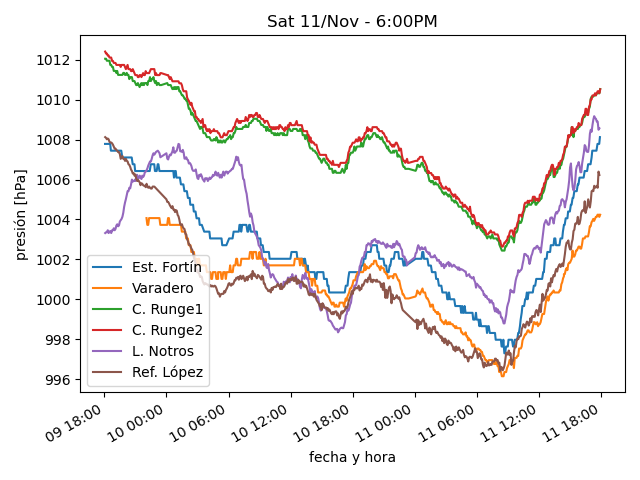 Sat 11/Nov - 6:00PM
presión [hPa]
1012
1010
1008
1006
1004
1002
1000
998
996
Est. Fortín
Varadero
C. Runge1
C. Runge2
L. Notros
Ref. López
09 18:00
10 00:00
10 06:00
10 12:00
10 18:00
11 00:00
11 06:00
11 12:00
11 18:00
fecha y hora